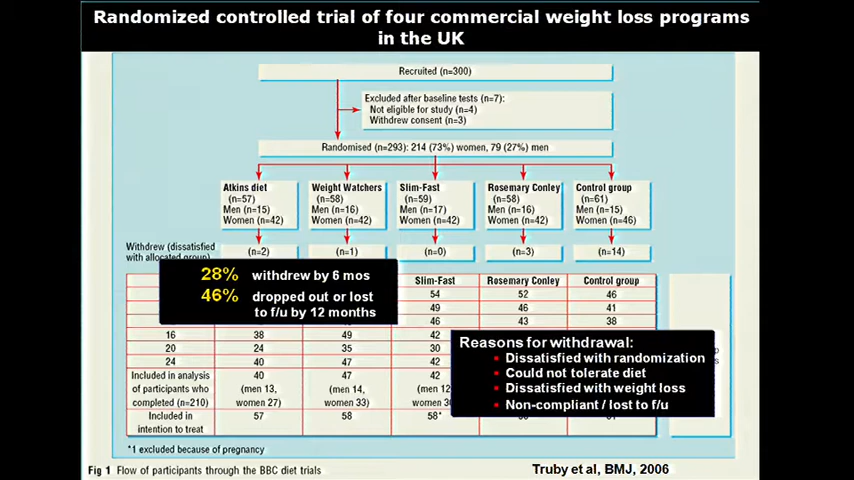 Randomized controlled trial of four commercial weight loss programs
in the UK
Recruited (n=300)
Excluded after baseline tests (n=7):
Not eligible for study (n=4)
Withdrew consent (n=3)
Randomised (n=293): 214 (73%) women, 79 (27%) men
Atkins diet
(n=57)
Men (n=15)
Women (n=42)
Weight Watchers
(n=58)
Men (n=16)
Women (n=42)
Slim-Fast
(n=59)
Men (n=17)
Women (n=42)
Rosemary Conley
(n=58)
Men (n=16)
Women (n=42)
Control group
(n=61)
Men (n=15)
Women (n=46)
Withdrew (dissatisfied
with allocated group)
(n=2) (n=1) (n=0) (n=3) (n=14)
28% withdrew by 6 mos
46% dropped out or lost
to f/u by 12 months
Slim-Fast Rosemary Conley Control group
54 52 46
49 46 41
46 43 38
16 38 49 42
20 24 35 30
24 40 47 42
Included in analysis
of participants who
completed (n=210)
40
(men 13,
women 27)
47
(men 14,
women 33)
42
(men 12
women 3
Included in
intention to treat
57 58 58*
Reasons for withdrawal:
Dissatisfied with randomization
Could not tolerate diet
Dissatisfied with weight loss
Non-compliant / lost to f/u
*1 excluded because of pregnancy
Fig 1 Flow of participants through the BBC diet trials
Truby et al, BMJ, 2006